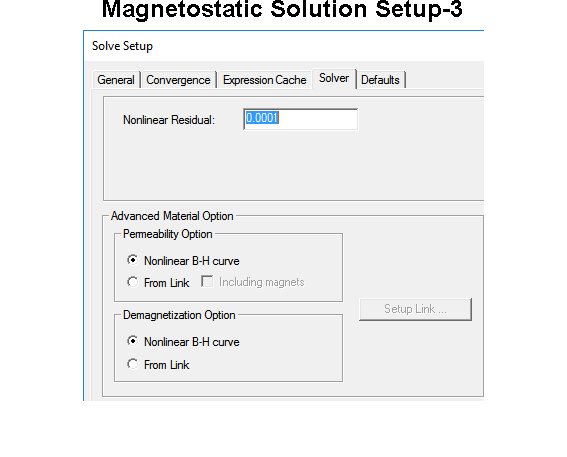 Magnetostatic Solution Setup-3
Solve Setup
General Convergence Expression Cache Solver Defaults
Nonlinear Residual: 0.0001
Advanced Material Option
Permeability Option
Nonlinear B-H curve
From Link Including magnets
Setup Link ...
Demagnetization Option
Nonlinear B-H curve
From Link